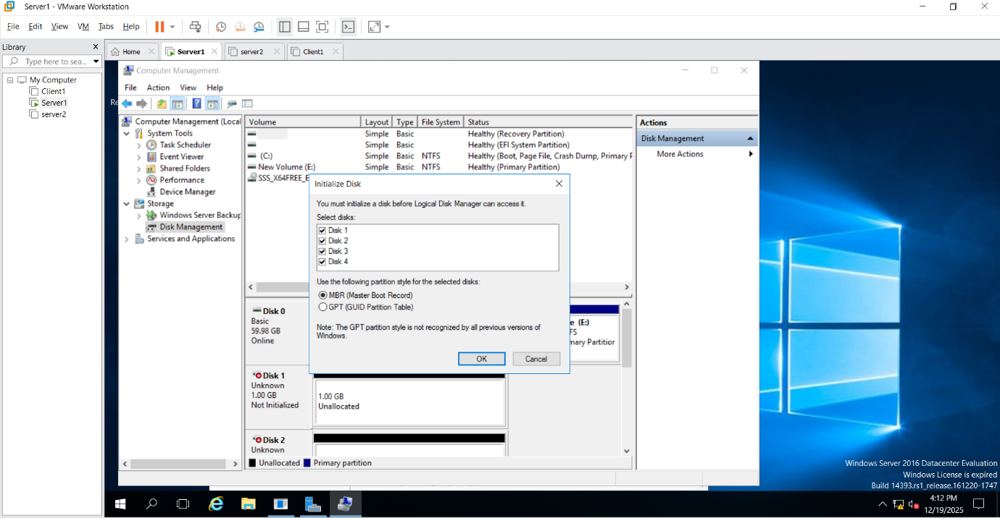 Server1 - VMware Workstation
File Edit View VM Tabs Help
Library
Type here to sea...
My Computer
Client1
Server1
server2
Home
Server1
server2
Client1
Re
Computer Management
File Action View Help
Computer Management (Local
System Tools
Task Scheduler
Event Viewer
Shared Folders
Performance
Device Manager
Storage
Windows Server Backup
Disk Management
Services and Applications
Volume Layout Type File System Status
Simple Basic Healthy (Recovery Partition)
Simple Basic Healthy (EFI System Partition)
(C:) Simple Basic NTFS Healthy (Boot, Page File, Crash Dump, Primary P
New Volume (E:) Simple Basic NTFS Healthy (Primary Partition)
SSS_X64FREE_E
Actions
Disk Management
More Actions
Initialize Disk
You must initialize a disk before Logical Disk Manager can access it.
Select disks:
Disk 1
Disk 2
Disk 3
Disk 4
Use the following partition style for the selected disks:
MBR (Master Boot Record)
GPT (GUID Partition Table)
Note: The GPT partition style is not recognized by all previous versions of
Windows.
OK Cancel
Disk 0
Basic
59.98 GB
Online
e (E:)
FS
mary Partition
Disk 1
Unknown
1.00 GB
Not Initialized
1.00 GB
Unallocated
Disk 2
Unknown
Unallocated Primary partition
Windows Server 2016 Datacenter Evaluation
Windows License is expired
Build 14393.rs1_release.161220-1747
4:12 PM
12/19/2025